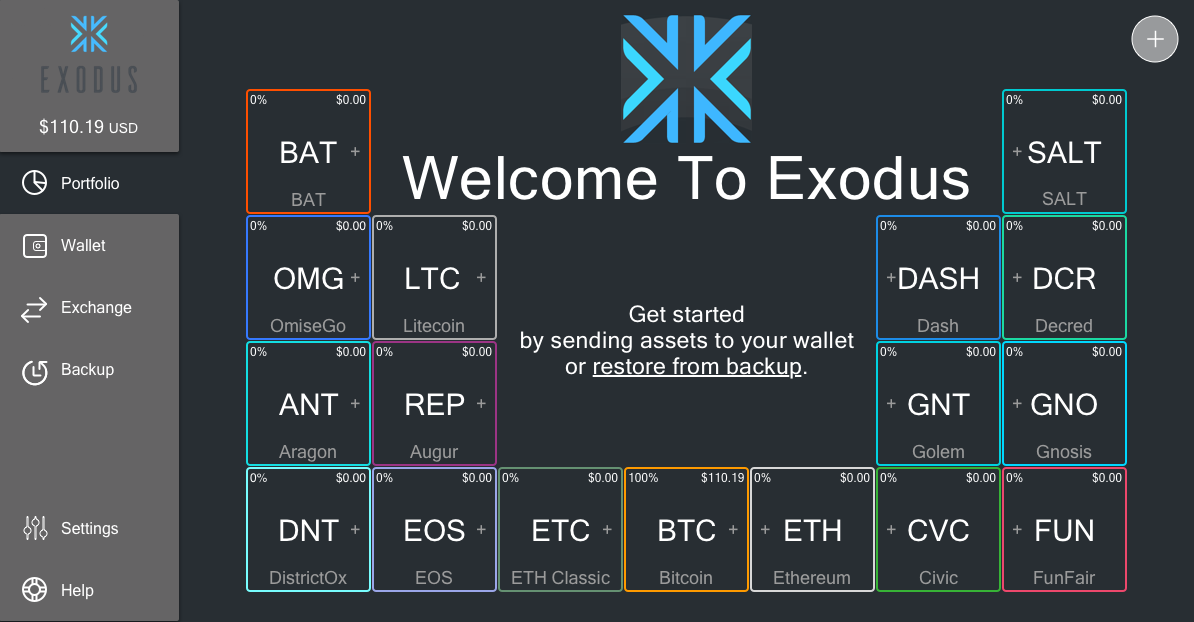 EXODUS
$110.19 USD
Portfolio
Wallet
Exchange
Backup
Settings
Help
Welcome To Exodus
Get started
by sending assets to your wallet
or restore from backup.
+
0% $0.00
BAT +
BAT
0% $0.00
+ SALT
SALT
0% $0.00
OMG +
OmiseGo
0% $0.00
LTC +
Litecoin
0% $0.00
+DASH
Dash
0% $0.00
+ DCR
Decred
0% $0.00
ANT +
Aragon
0% $0.00
REP +
Augur
0% $0.00
+ GNT
Golem
0% $0.00
+ GNO
Gnosis
0% $0.00
DNT +
DistrictOx
0% $0.00
EOS +
EOS
0% $0.00
ETC +
ETH Classic
100% $110.19
BTC +
Bitcoin
0% $0.00
+ ETH
Ethereum
0% $0.00
+ CVC
Civic
0% $0.00
+ FUN
FunFair